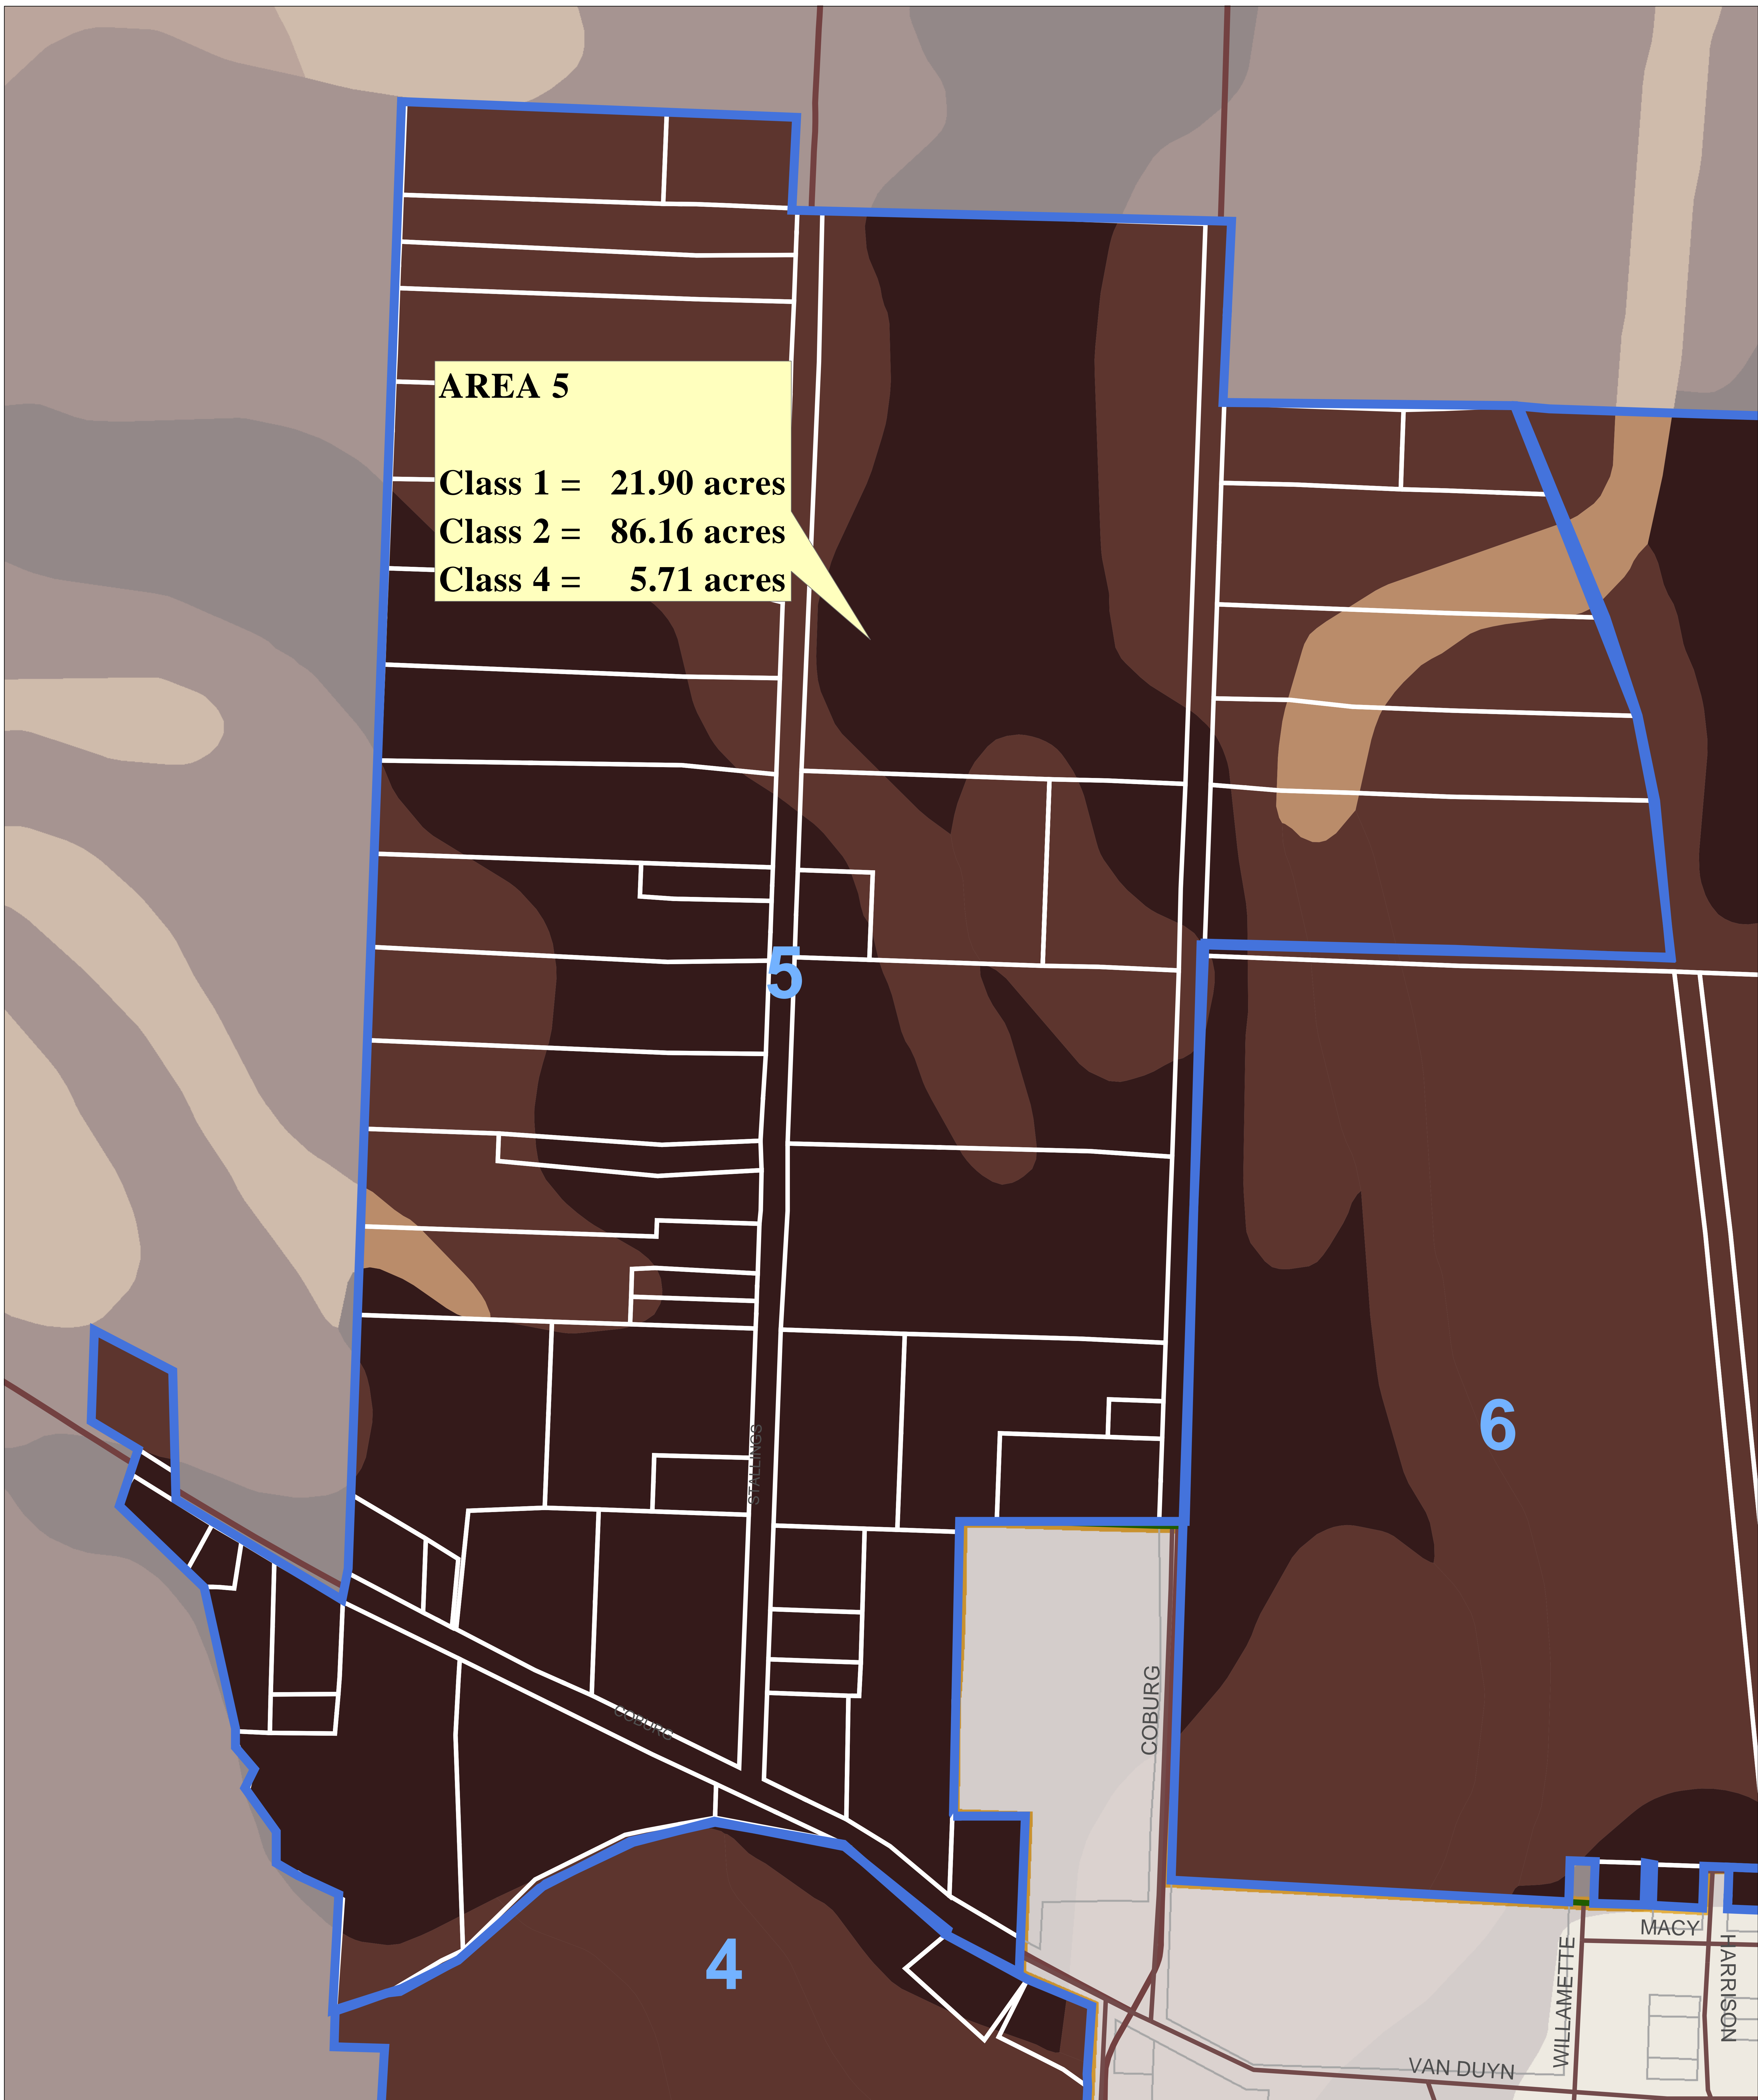 AREA 5
Class 1 = 21.90 acres
Class 2 = 86.16 acres
Class 4 = 5.71 acres
5
6
STALLINGS
COBURG
COBURG
4
MACY
WILLAMETTE
HARRISON
VAN DUYN